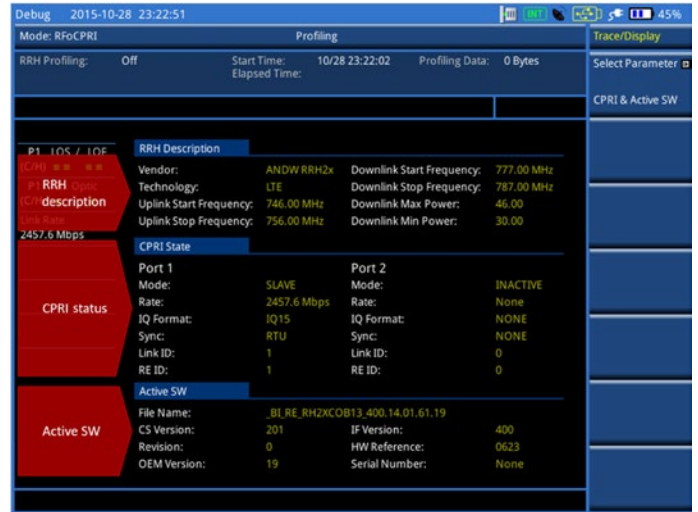 Debug 2015-10-28 23:22:51 INT 45%
Mode: RFoCPRI Profiling Trace/Display
RRH Profiling: Off Start Time: 10/28 23:22:02 Profiling Data: 0 Bytes Select Parameter
Elapsed Time:
CPRI & Active SW
P1 LOS / LOF RRH Description
(C/H) Vendor: ANDW RRH2x Downlink Start Frequency: 777.00 MHz
P1 Optic Technology: LTE Downlink Stop Frequency: 787.00 MHz
RRH description
(C/H) Uplink Start Frequency: 746.00 MHz Downlink Max Power: 46.00
Link Rate Uplink Stop Frequency: 756.00 MHz Downlink Min Power: 30.00
2457.6 Mbps
CPRI State
Port 1 Port 2
Mode: SLAVE Mode: INACTIVE
CPRI status Rate: 2457.6 Mbps Rate: None
IQ Format: IQ15 IQ Format: NONE
Sync: RTU Sync: NONE
Link ID: 1 Link ID: 0
RE ID: 1 RE ID: 0
Active SW
File Name: _BI_RE_RH2XCOB13_400.14.01.61.19
Active SW CS Version: 201 IF Version: 400
Revision: 0 HW Reference: 0623
OEM Version: 19 Serial Number: None